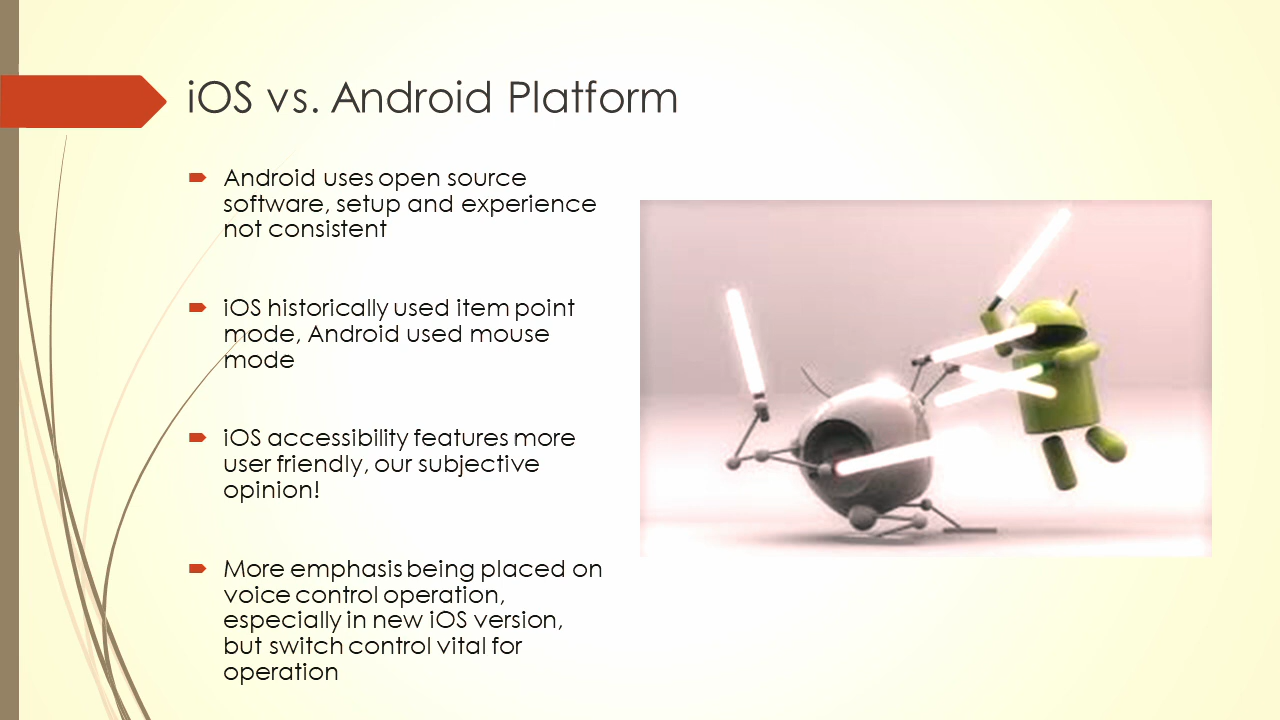 iOS vs. Android Platform
Android uses open source
software, setup and experience
not consistent
iOS historically used item point
mode, Android used mouse
mode
iOS accessibility features more
user friendly, our subjective
opinion!
More emphasis being placed on
voice control operation,
especially in new iOS version,
but switch control vital for
operation